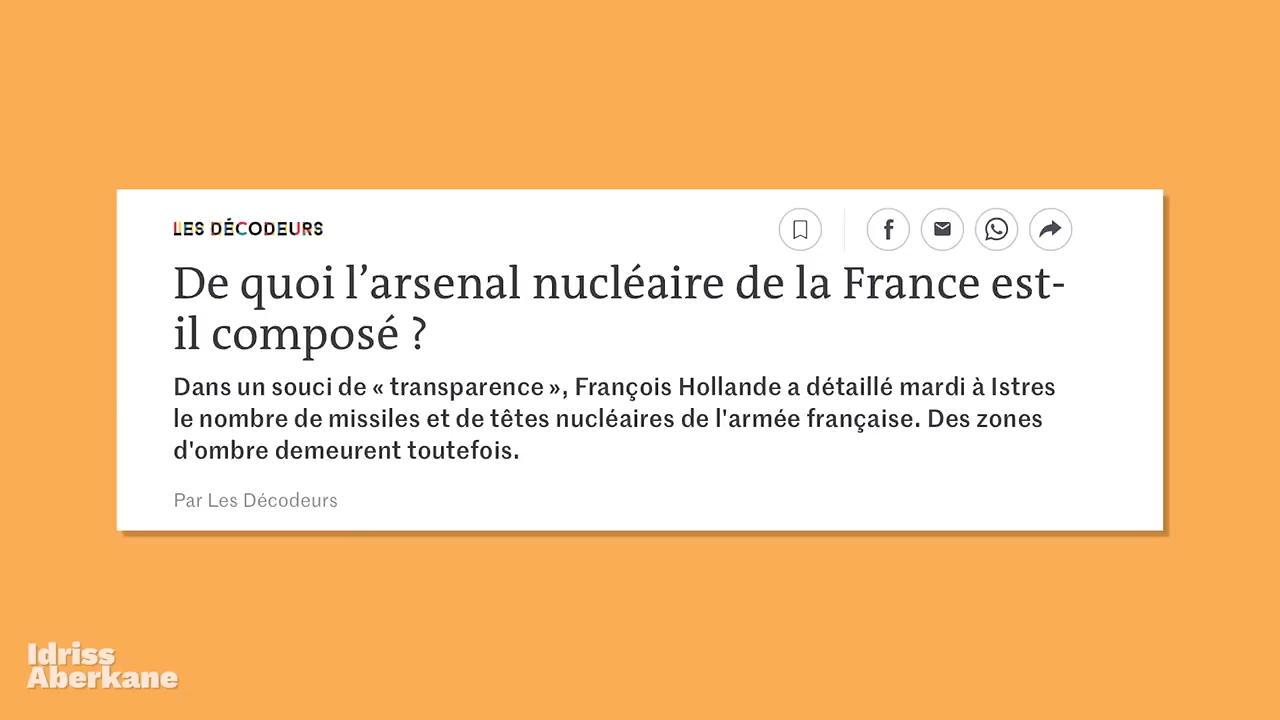 LES DÉCODEURS
De quoi l’arsenal nucléaire de la France est-
il composé ?
Dans un souci de « transparence », François Hollande a détaillé mardi à Istres
le nombre de missiles et de têtes nucléaires de l'armée française. Des zones
d'ombre demeurent toutefois.
Par Les Décodeurs
Idriss
Aberkane